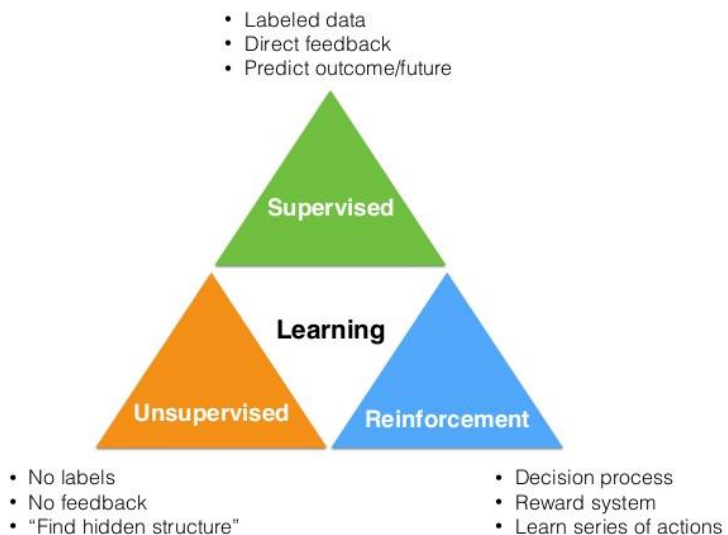 • Labeled data
• Direct feedback
• Predict outcome/future
Supervised
Learning
Unsupervised
Reinforcement
• No labels
• No feedback
• “Find hidden structure”
• Decision process
• Reward system
• Learn series of actions